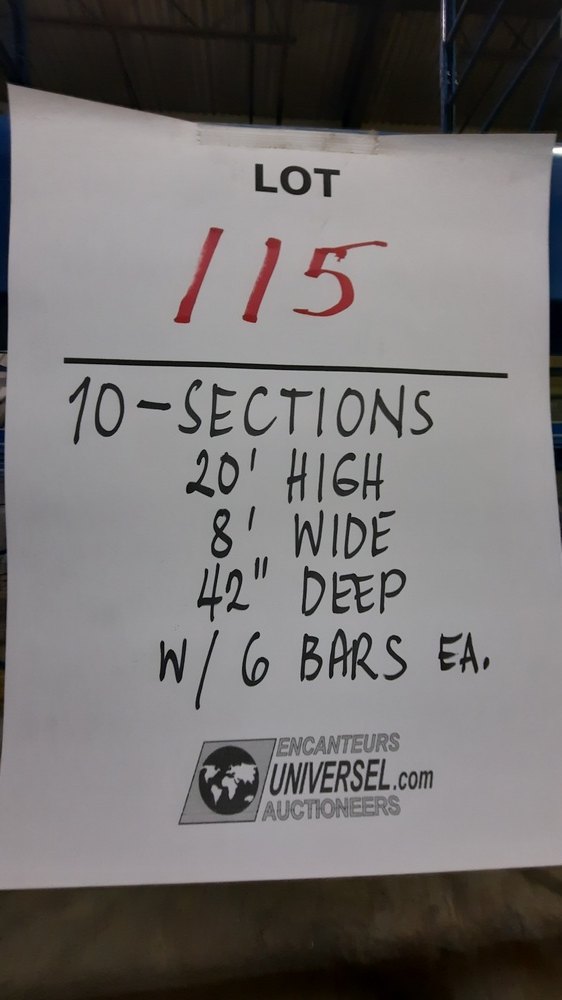 LOT
115
10-SECTIONS
20' HIGH
8' WIDE
42" DEEP
W/ 6 BARS EA.
ENCANTEURS
UNIVERSEL.com
AUCTIONEERS